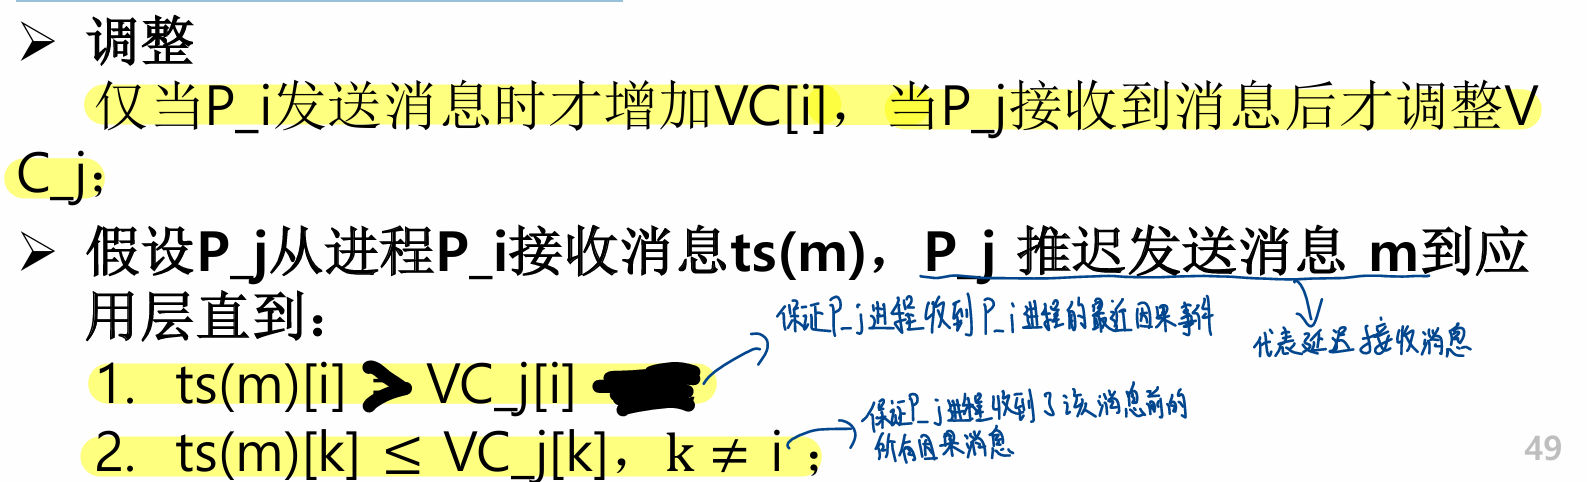 ➢ 调整
仅当P_i发送消息时才增加VC[i]，当P_j接收到消息后才调整V
C_j；
➢ 假设P_j从进程P_i接收消息ts(m)，P_j 推迟发送消息 m到应
用层直到：
保证P_j进程收到P_i进程的最近因果事件
代表延迟接收消息
1. ts(m)[i] > VC_j[i]
保证P_j进程收到了该消息前的
所有因果消息
2. ts(m)[k] ≤ VC_j[k]，k ≠ i；
49